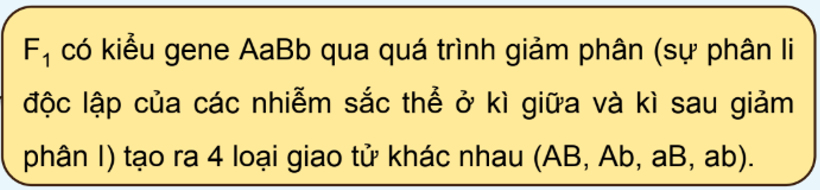 F₁ có kiểu gene AaBb qua quá trình giảm phân (sự phân li
độc lập của các nhiễm sắc thể ở kì giữa và kì sau giảm
phân I) tạo ra 4 loại giao tử khác nhau (AB, Ab, aB, ab).